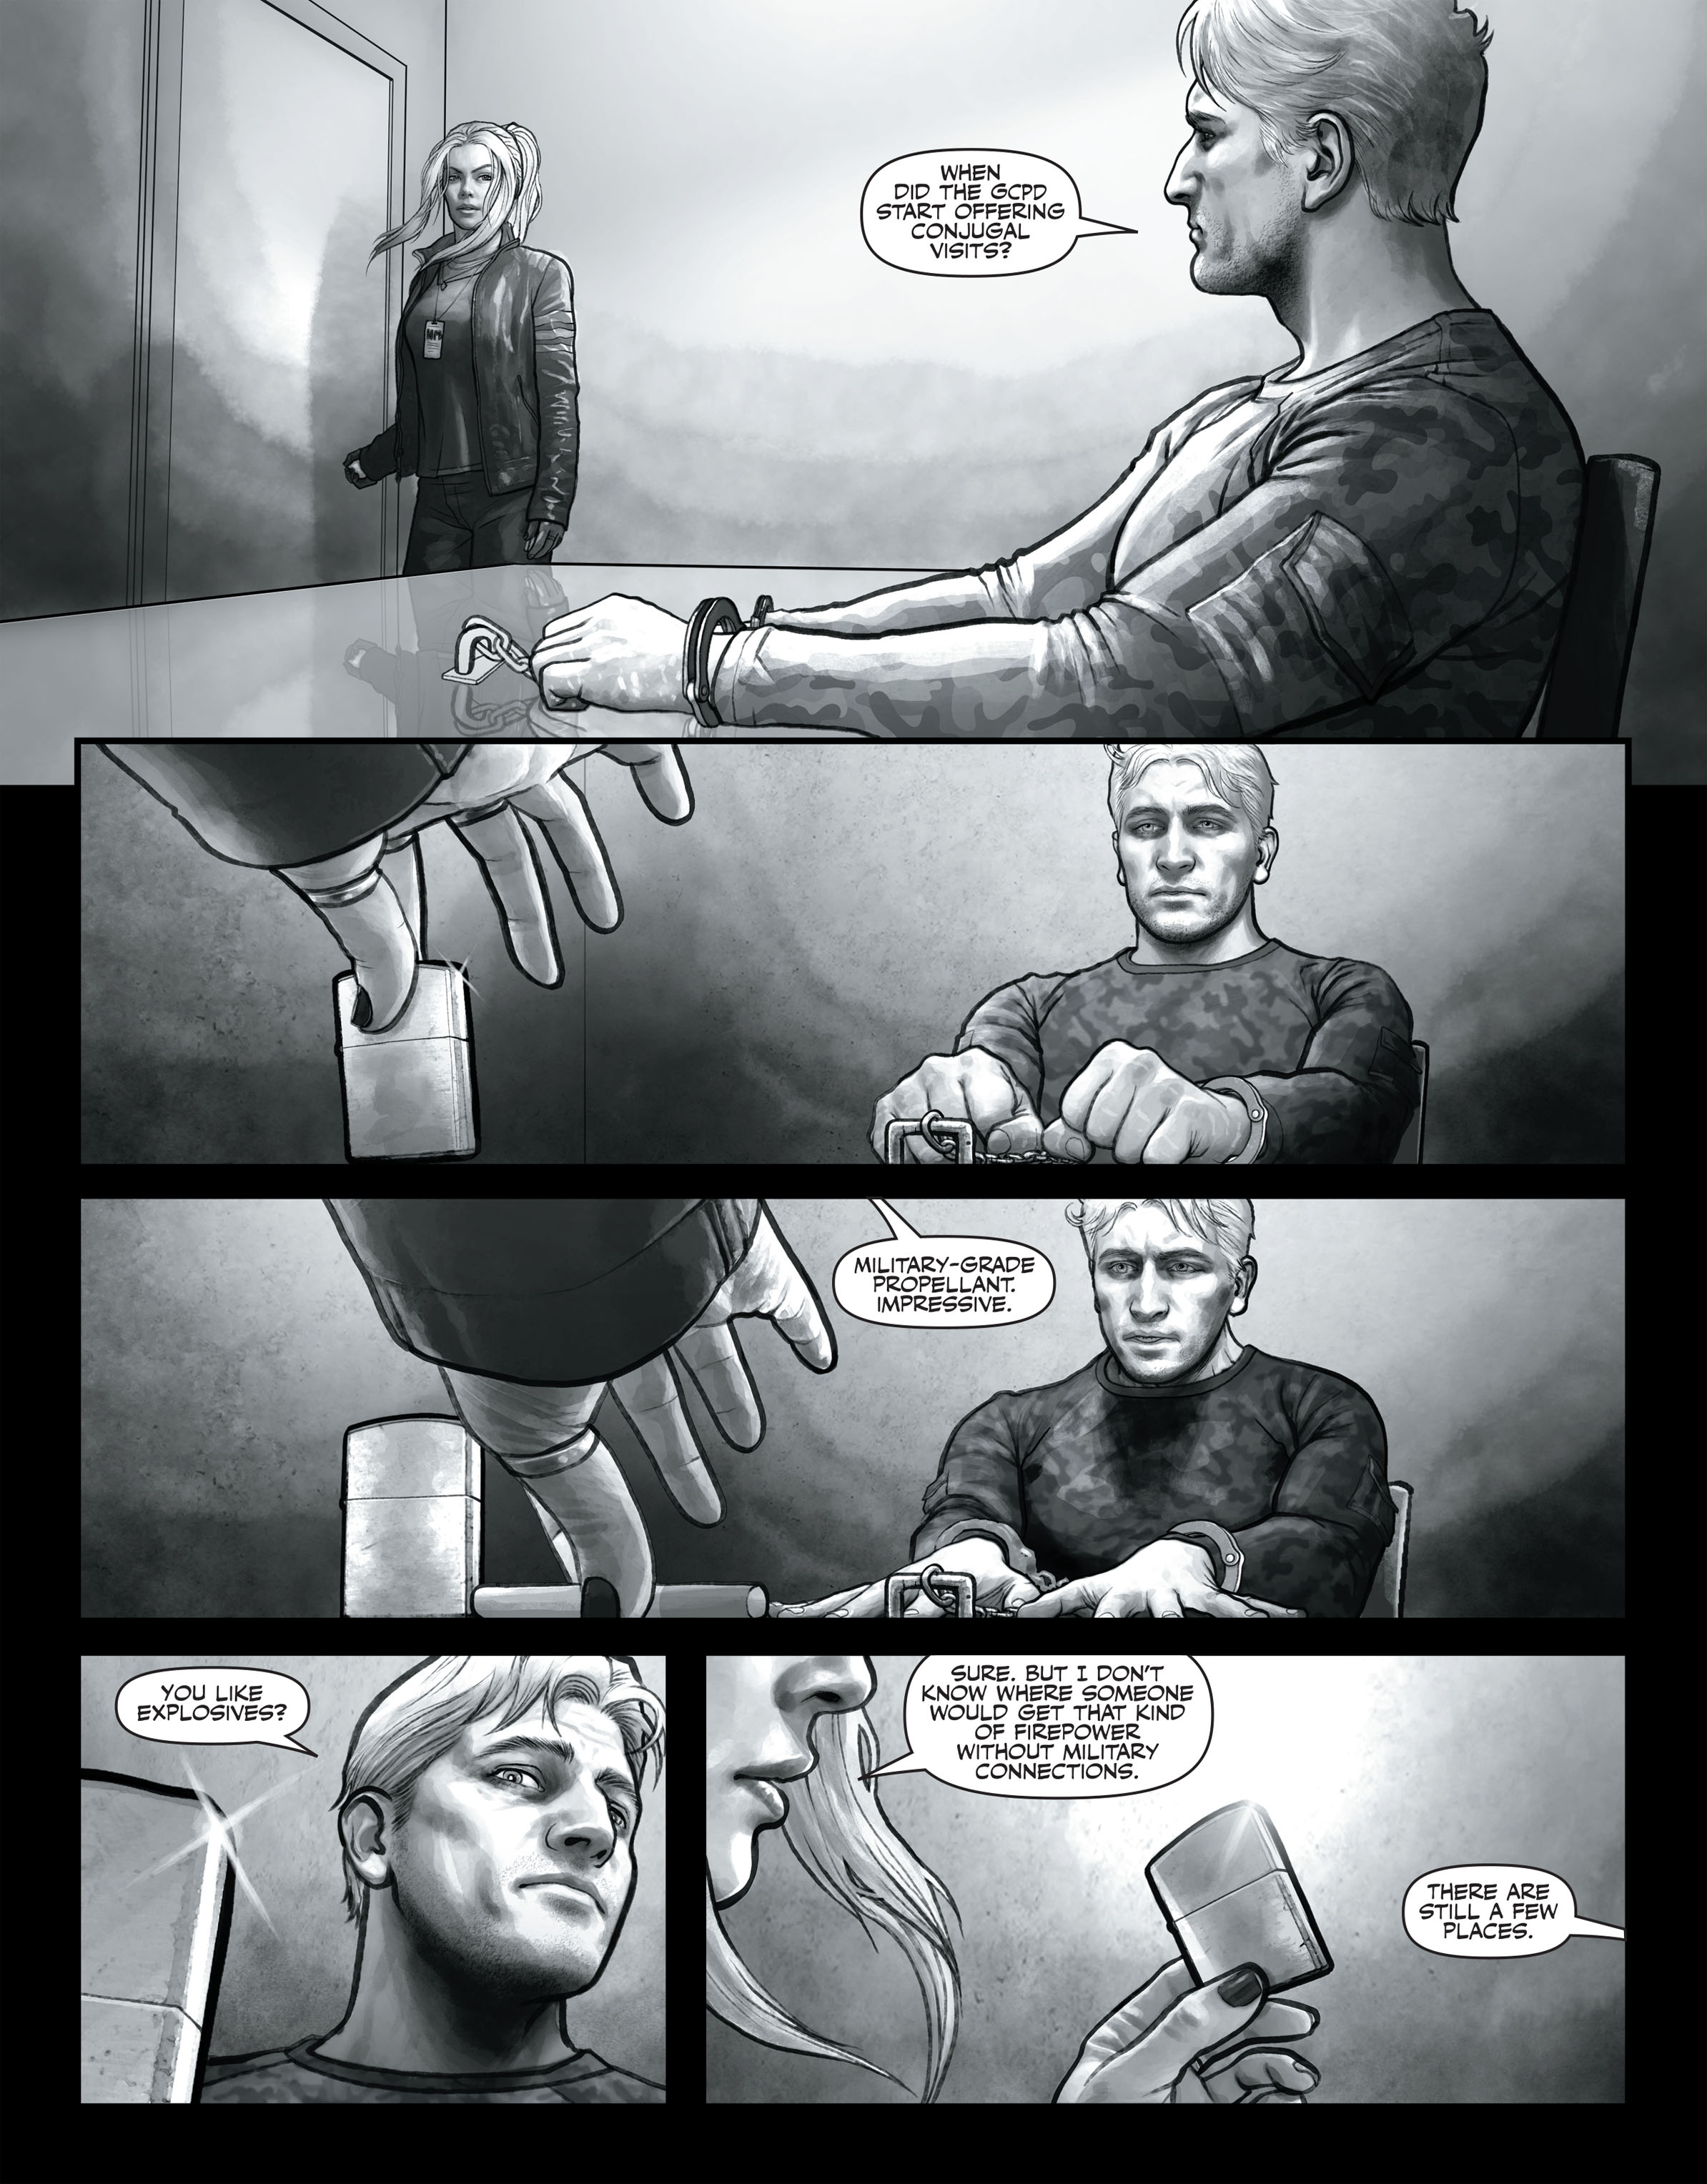 WHEN
DID THE GCPD
START OFFERING
CONJUGAL
VISITS?
MILITARY-GRADE
PROPELLANT.
IMPRESSIVE.
YOU LIKE
EXPLOSIVES?
SURE. BUT I DON'T
KNOW WHERE SOMEONE
WOULD GET THAT KIND
OF FIREPOWER
WITHOUT MILITARY
CONNECTIONS.
THERE ARE
STILL A FEW
PLACES.